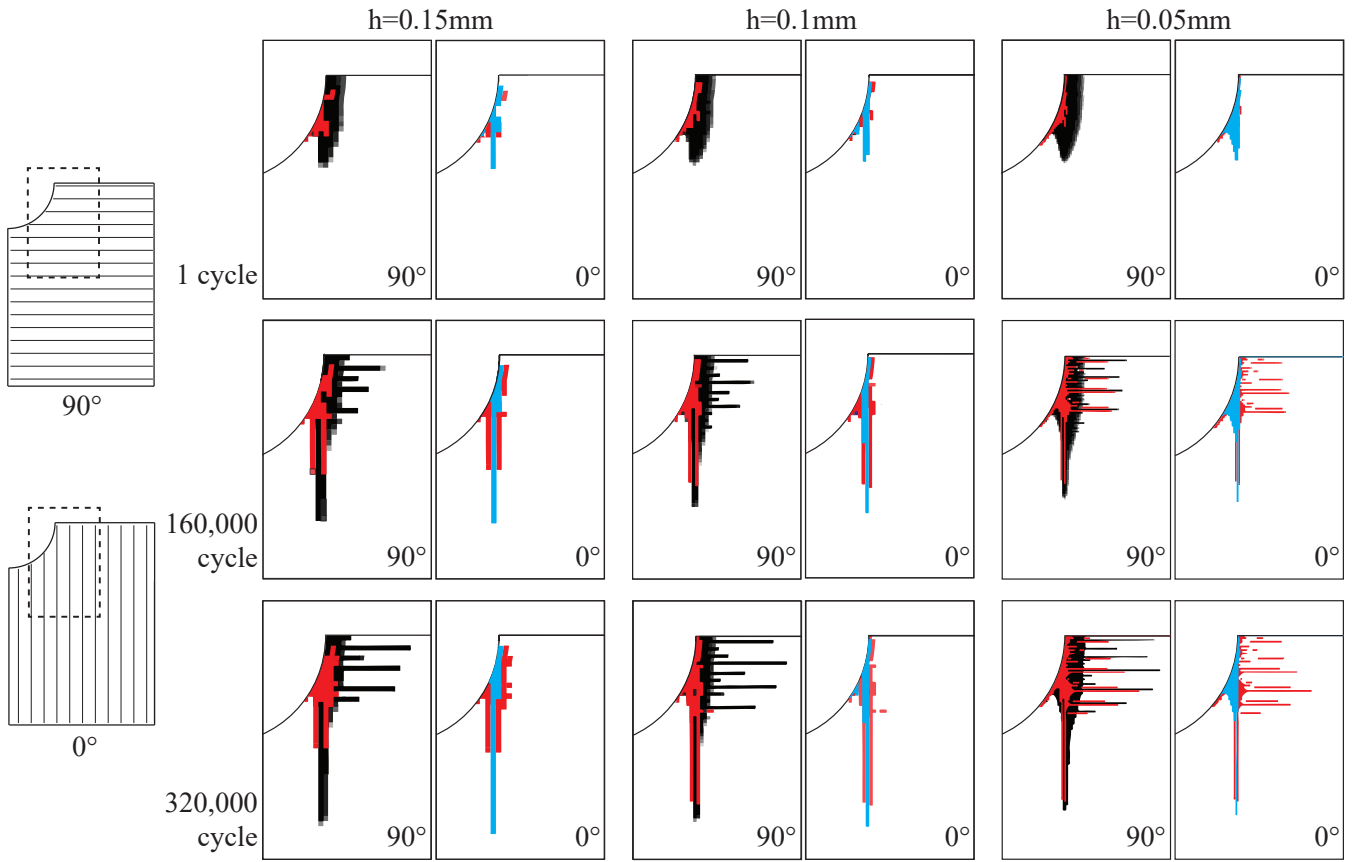 h=0.15mm h=0.1mm h=0.05mm
1 cycle 90° 0° 90° 0° 90° 0°
90°
160,000
cycle 90° 0° 90° 0° 90° 0°
0°
320,000
cycle 90° 0° 90° 0° 90° 0°